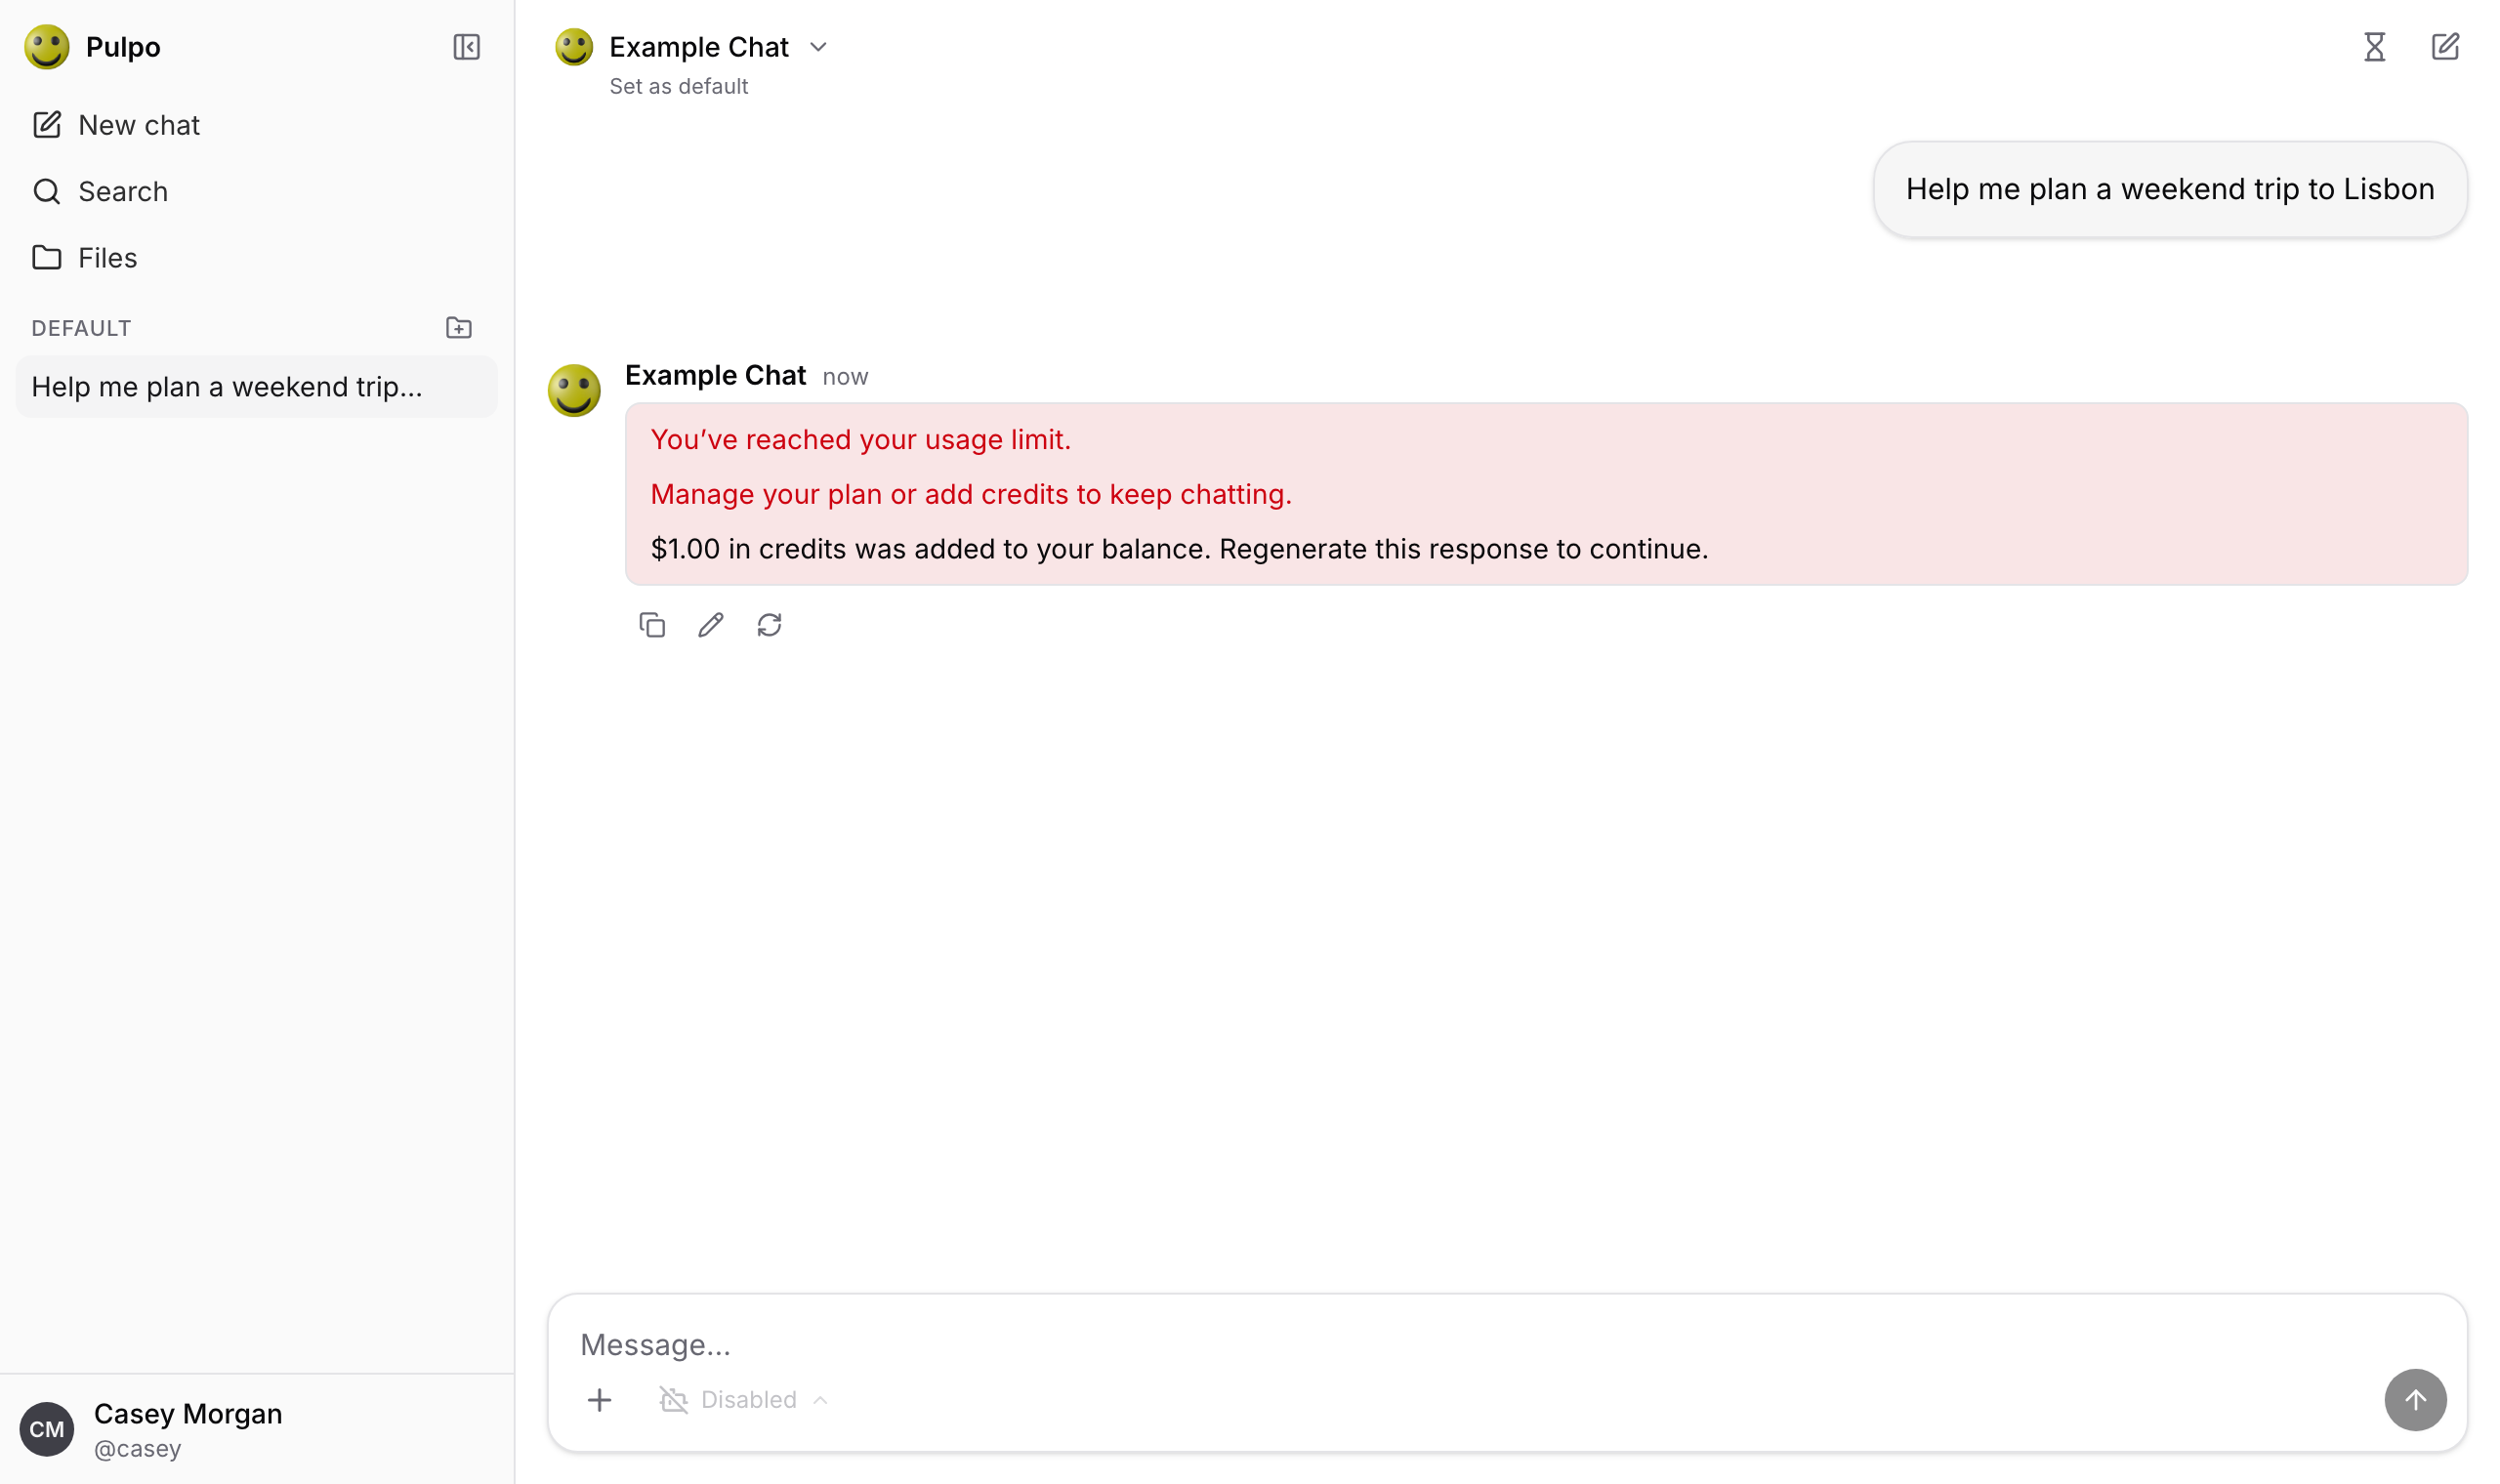 Pulpo
New chat
Search
Files
DEFAULT
Help me plan a weekend trip...
CM
Casey Morgan
@casey
Example Chat
Set as default
Help me plan a weekend trip to Lisbon
Example Chat now
You’ve reached your usage limit.
Manage your plan or add credits to keep chatting.
$1.00 in credits was added to your balance. Regenerate this response to continue.
Message...
Disabled